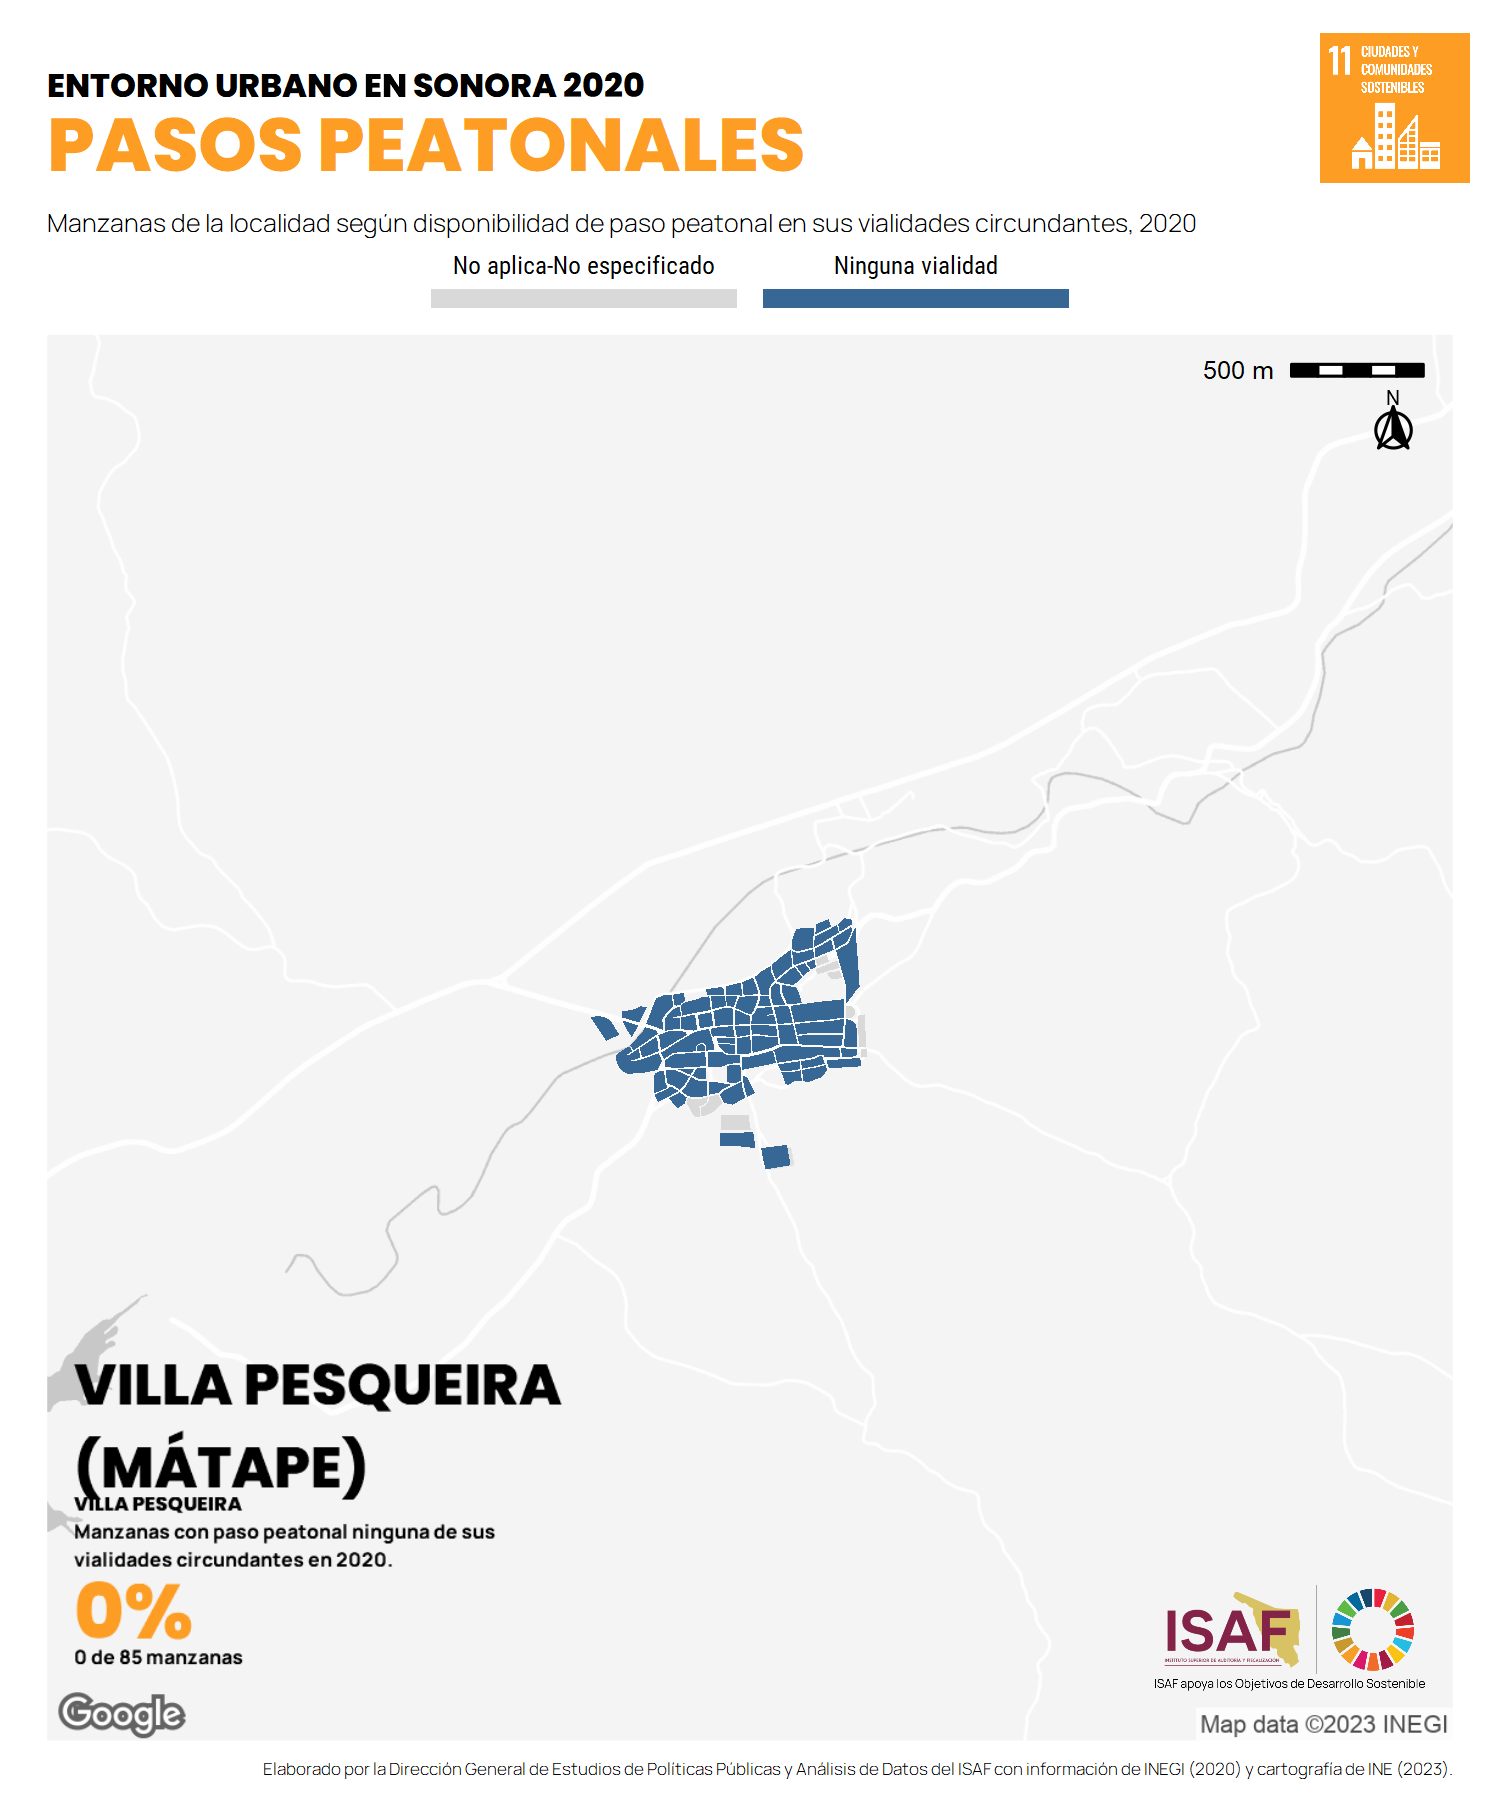 ENTORNO URBANO EN SONORA 2020
PASOS PEATONALES
11 CIUDADES Y
COMUNIDADES
SOSTENIBLES
Manzanas de la localidad según disponibilidad de paso peatonal en sus vialidades circundantes, 2020
No aplica-No especificado
Ninguna vialidad
500 m
N
VILLA PESQUEIRA
(MÁTAPE)
VILLA PESQUEIRA
Manzanas con paso peatonal ninguna de sus
vialidades circundantes en 2020.
0%
0 de 85 manzanas
ISAF
INSTITUTO SUPERIOR DE AUDITORÍA Y FISCALIZACIÓN
ISAF apoya los Objetivos de Desarrollo Sostenible
Google
Map data ©2023 INEGI
Elaborado por la Dirección General de Estudios de Políticas Públicas y Análisis de Datos del ISAF con información de INEGI (2020) y cartografía de INE (2023).